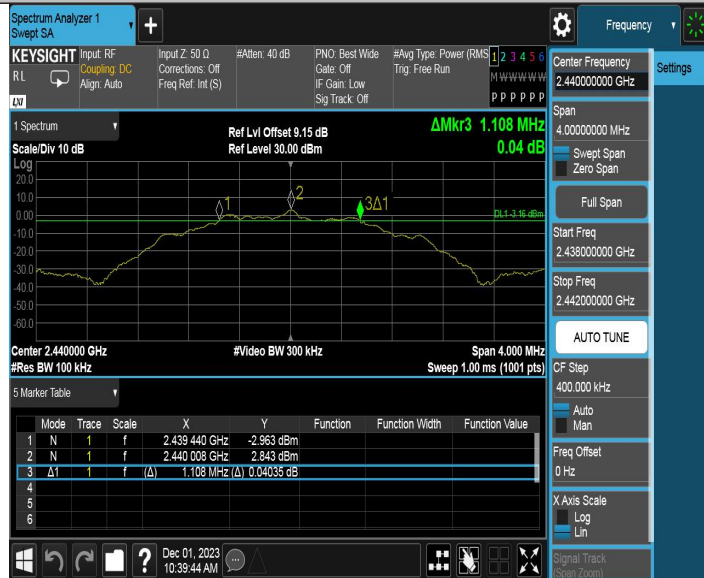 Spectrum Analyzer 1
Swept SA
Frequency
KEYSIGHT
RL
LXI
Input: RF
Coupling: DC
Align: Auto
Input Z: 50 Ω
Corrections: Off
Freq Ref: Int (S)
#Atten: 40 dB
PNO: Best Wide
Gate: Off
IF Gain: Low
Sig Track: Off
#Avg Type: Power (RMS
Trig: Free Run
1 2 3 4 5 6
M W W W W W
P P P P P P
Center Frequency
2.440000000 GHz
Settings
Span
4.00000000 MHz
Swept Span
Zero Span
Full Span
Start Freq
2.438000000 GHz
Stop Freq
2.442000000 GHz
AUTO TUNE
CF Step
400.000 kHz
Auto
Man
Freq Offset
0 Hz
X Axis Scale
Log
Lin
Signal Track
(Span Zoom)
1 Spectrum
Scale/Div 10 dB
Ref Lvl Offset 9.15 dB
Ref Level 30.00 dBm
ΔMkr3 1.108 MHz
0.04 dB
Log
20.0
10.0
0.00
-10.0
-20.0
-30.0
-40.0
-50.0
-60.0
1
2
3Δ1
DL1 -3.16 dBm
Center 2.440000 GHz
#Video BW 300 kHz
Span 4.000 MHz
#Res BW 100 kHz
Sweep 1.00 ms (1001 pts)
5 Marker Table
Mode Trace Scale X Y Function Function Width Function Value
1 N 1 f 2.439 440 GHz -2.963 dBm
2 N 1 f 2.440 008 GHz 2.843 dBm
3 Δ1 1 f (Δ) 1.108 MHz (Δ) 0.04035 dB
4
5
6
?
Dec 01, 2023
10:39:44 AM